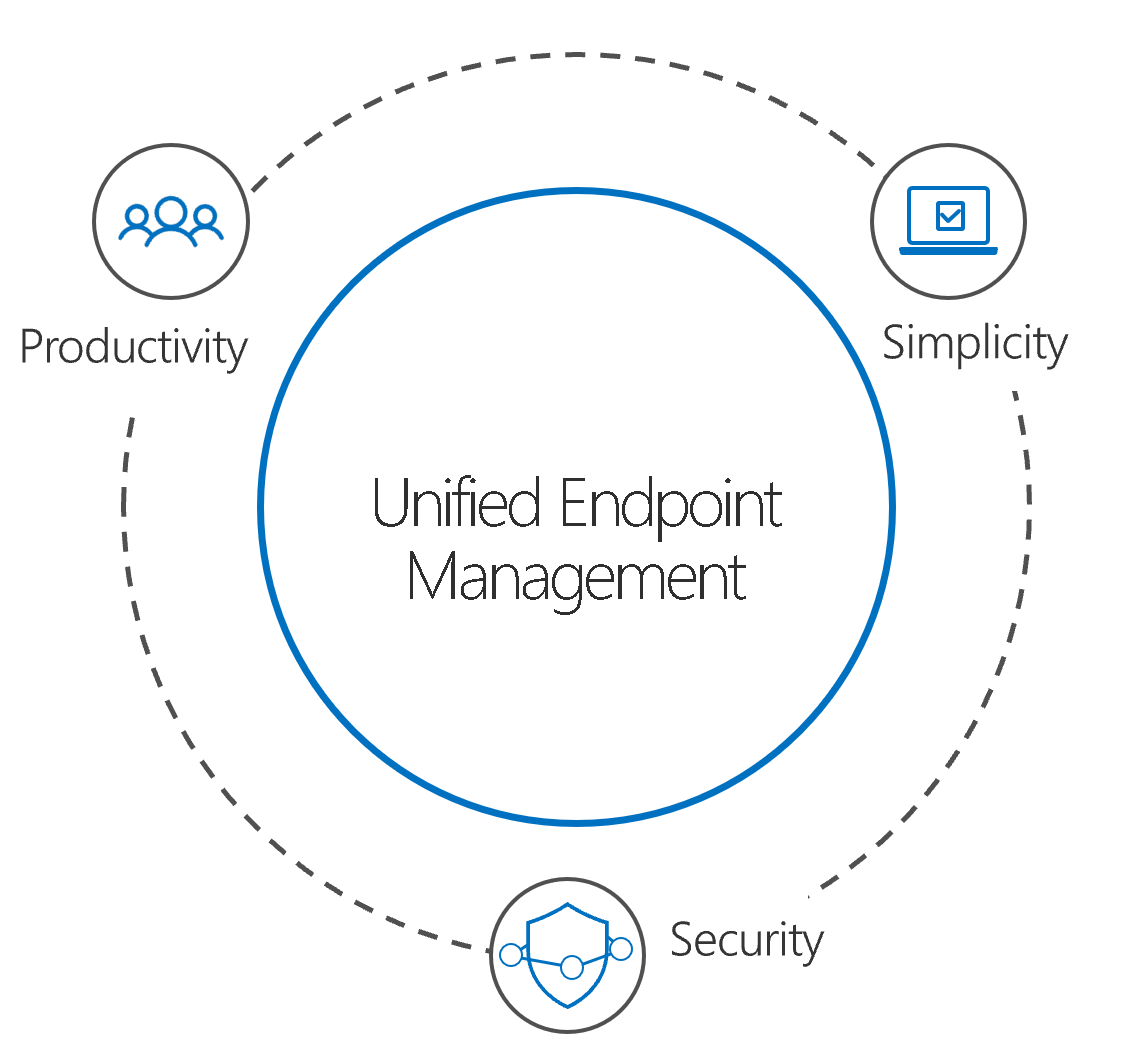 Productivity
Simplicity
Unified Endpoint
Management
Security